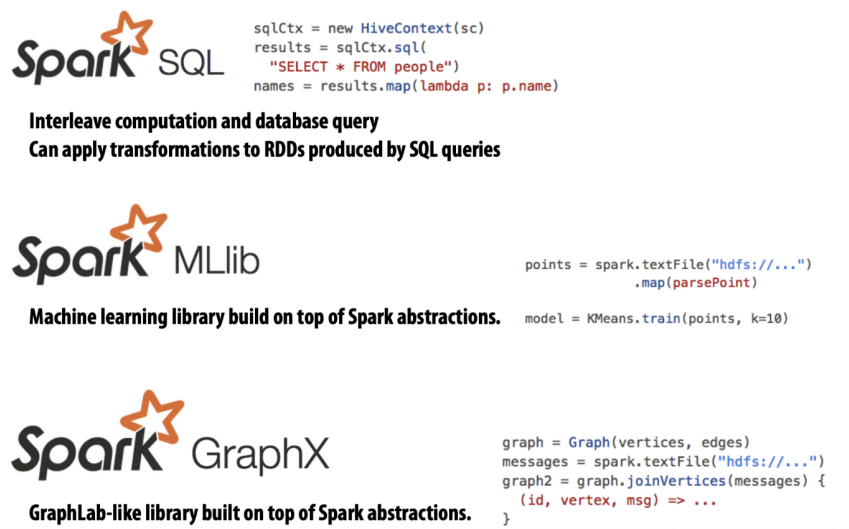 Spark SQL
sqlCtx = new HiveContext(sc)
results = sqlCtx.sql(
"SELECT * FROM people")
names = results.map(lambda p: p.name)
Interleave computation and database query
Can apply transformations to RDDs produced by SQL queries
Spark MLlib
Machine learning library build on top of Spark abstractions.
points = spark.textFile("hdfs://...")
.map(parsePoint)
model = KMeans.train(points, k=10)
Spark GraphX
GraphLab-like library built on top of Spark abstractions.
graph = Graph(vertices, edges)
messages = spark.textFile("hdfs://...")
graph2 = graph.joinVertices(messages) {
(id, vertex, msg) => ...
}